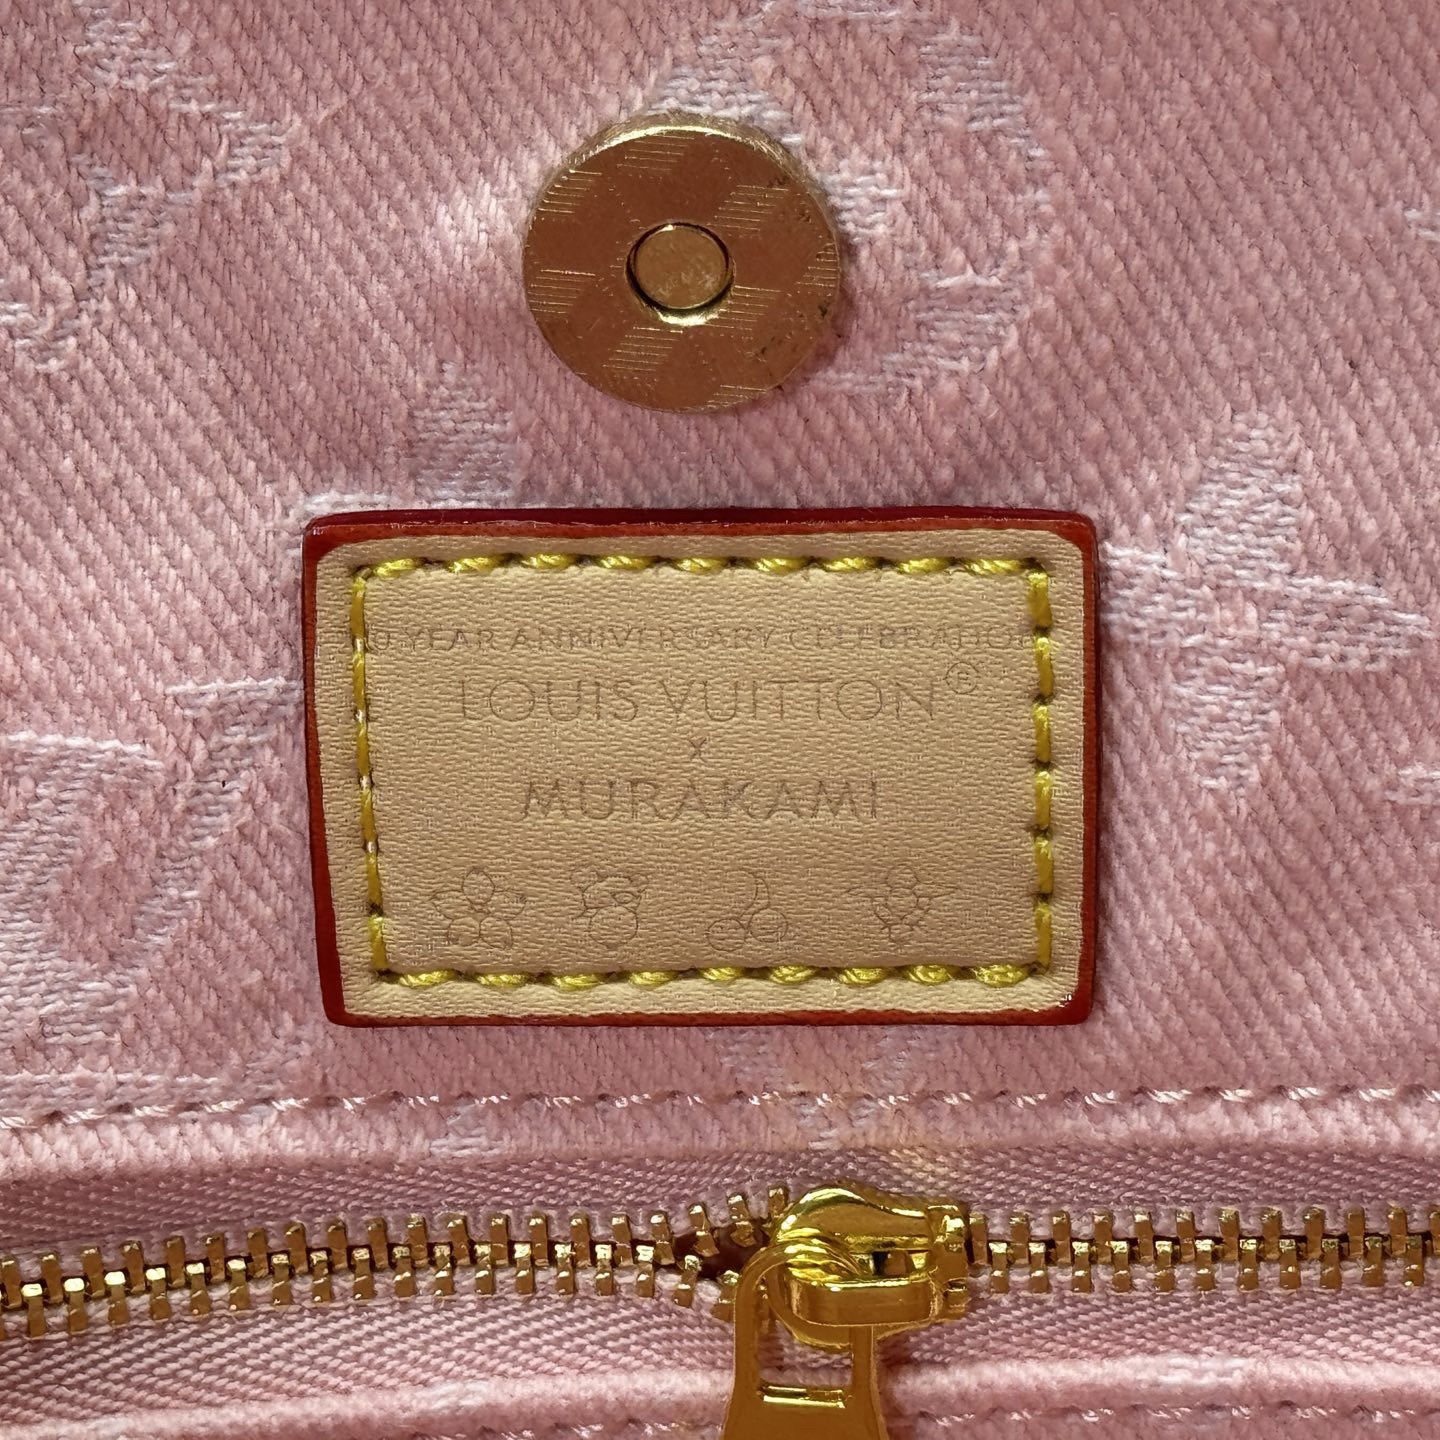 YEAR ANNIVERSARY CELEBRATION
LOUIS VUITTON®
x
MURAKAMI